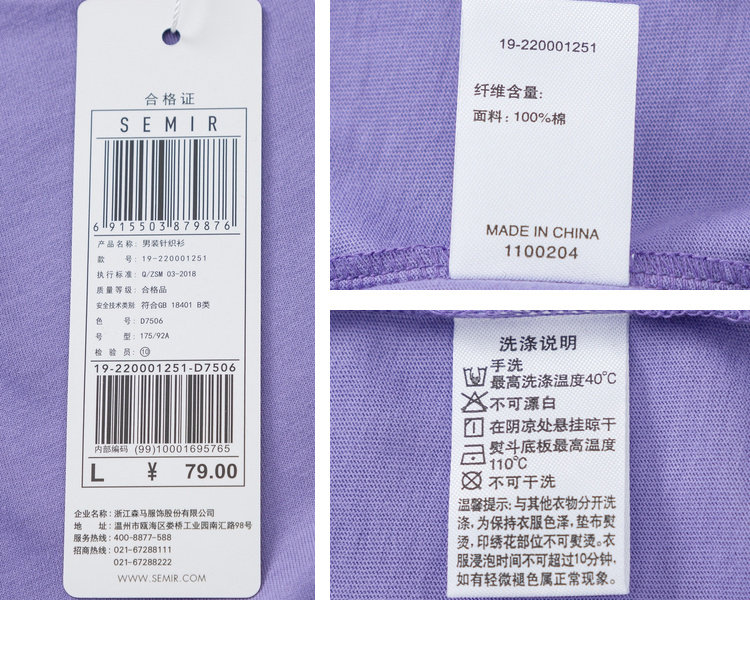 合格证
SEMIR
6 915503 879876
产品名称: 男装针织衫
款 号: 19-220001251
执行标准: Q/ZSM 03-2018
质量等级: 合格品
安全技术类别: 符合GB 18401 B类
色 号: D7506
号 型: 175/92A
检 验 员: ⑩
19-220001251-D7506
内部编码 (99)10001695765
L ¥ 79.00
企业名称: 浙江森马服饰股份有限公司
地 址: 温州市瓯海区娄桥工业园南汇路98号
服务热线: 400-8877-588
招商热线: 021-67288111
021-67288222
WWW.SEMIR.COM
19-220001251
纤维含量:
面料: 100%棉
MADE IN CHINA
1100204
洗涤说明
手洗
最高洗涤温度40℃
不可漂白
在阴凉处悬挂晾干
熨斗底板最高温度
110℃
不可干洗
温馨提示: 与其他衣物分开洗
涤, 为保持衣服色泽, 垫布熨
烫, 印绣花部位不可熨烫。衣
服浸泡时间不可超过10分钟,
如有轻微褪色属正常现象。